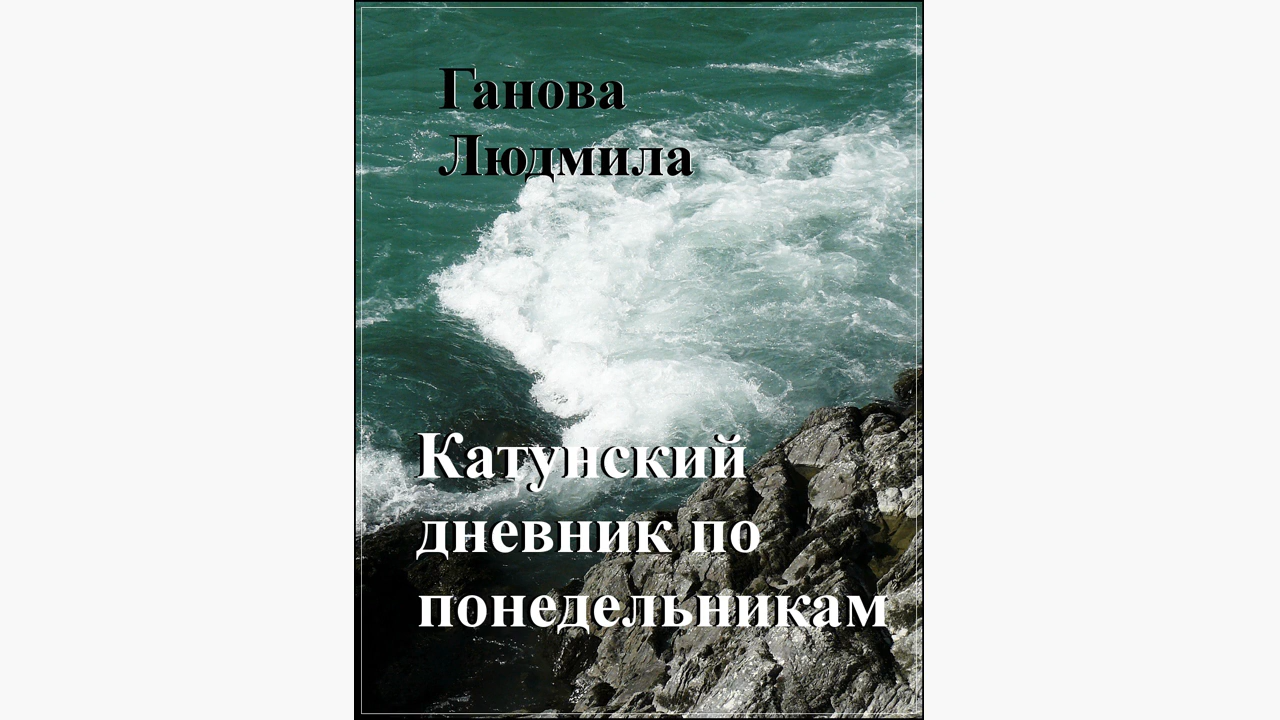 Ганова
Людмила
Катунский
дневник по
понедельникам